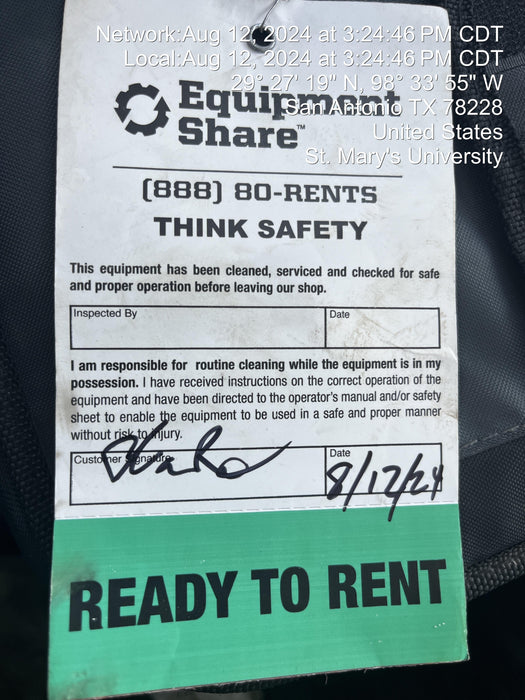 Network:Aug 12, 2024 at 3:24:46 PM CDT
Local:Aug 12, 2024 at 3:24:46 PM CDT
29° 27' 19" N, 98° 33' 55" W
San Antonio TX 78228
United States
St. Mary's University
Equipment
Share™
(888) 80-RENTS
THINK SAFETY
This equipment has been cleaned, serviced and checked for safe
and proper operation before leaving our shop.
Inspected By
Date
I am responsible for routine cleaning while the equipment is in my
possession. I have received instructions on the correct operation of the
equipment and have been directed to the operator's manual and/or safety
sheet to enable the equipment to be used in a safe and proper manner
without risk to injury.
Customer Signature
Date
8/12/24
READY TO RENT